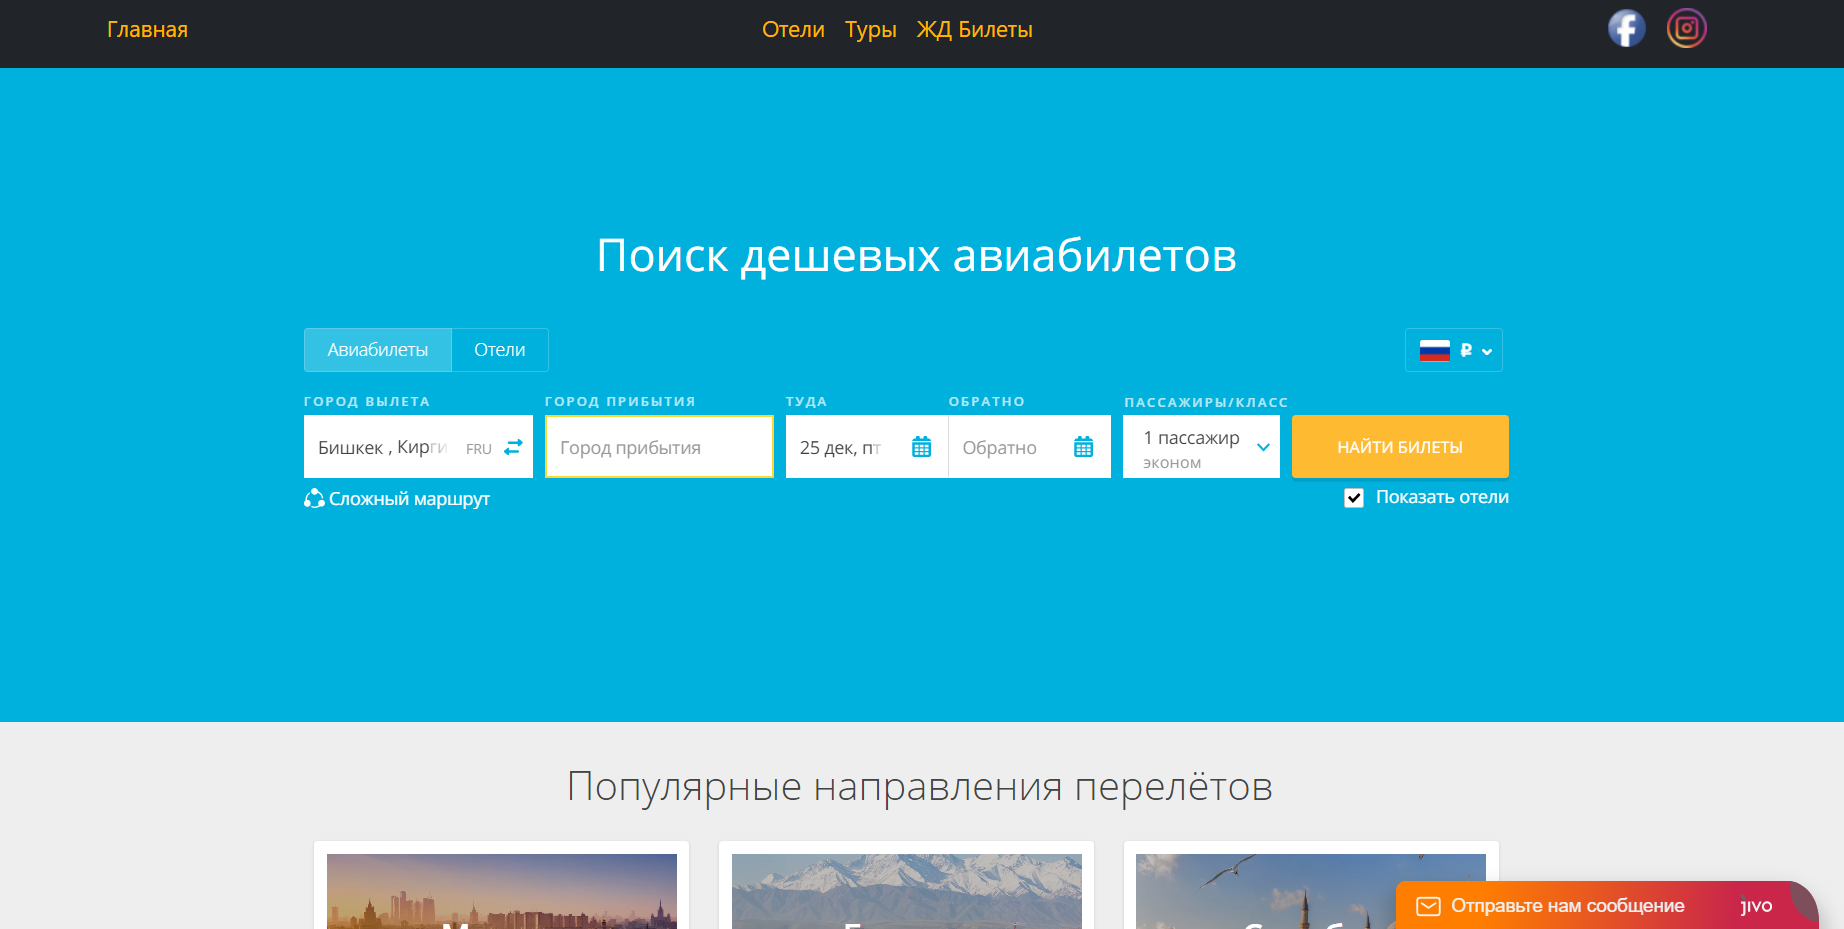 Главная
Отели Туры ЖД Билеты
Поиск дешевых авиабилетов
Авиабилеты Отели
₽
ГОРОД ВЫЛЕТА ГОРОД ПРИБЫТИЯ ТУДА ОБРАТНО ПАССАЖИРЫ/КЛАСС
Бишкек , Кирги FRU Город прибытия 25 дек, пт Обратно 1 пассажир
эконом
НАЙТИ БИЛЕТЫ
Сложный маршрут Показать отели
Популярные направления перелётов
Отправьте нам сообщение jivo